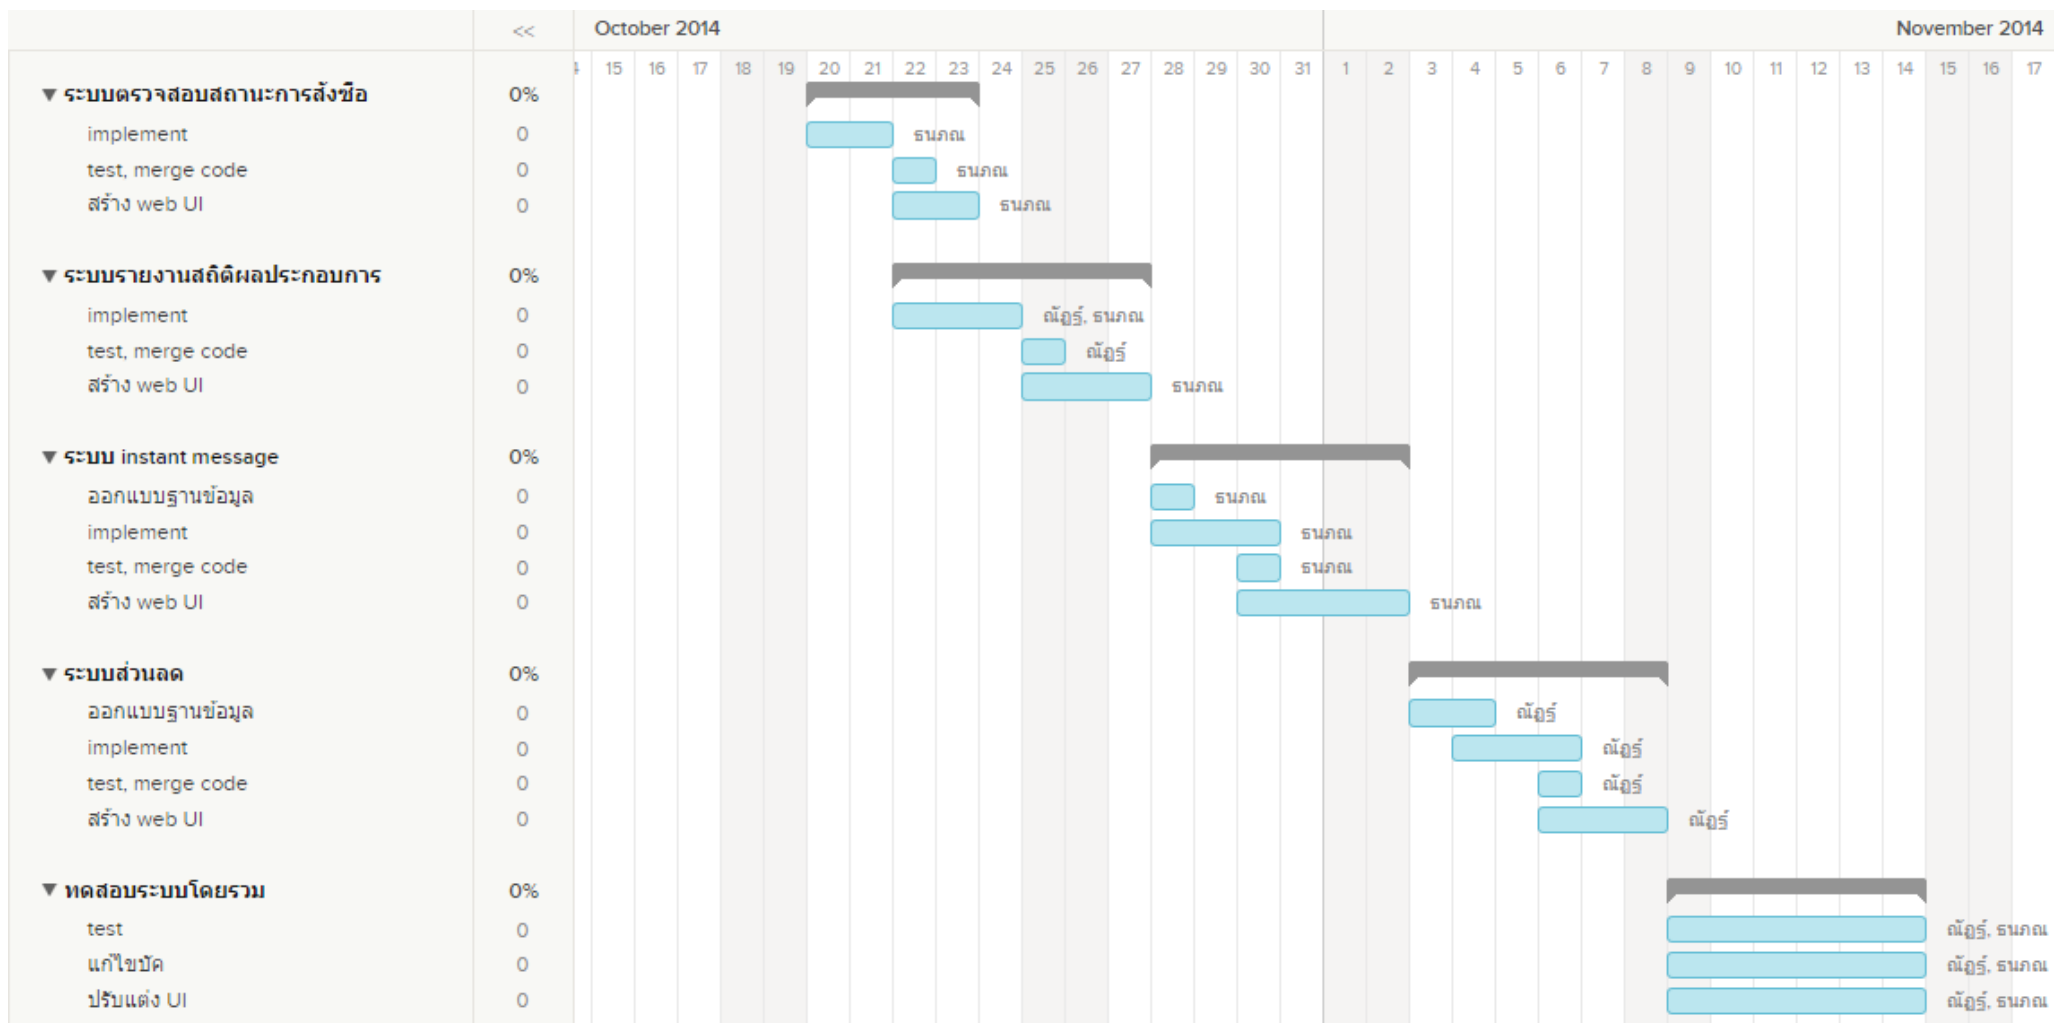 << October 2014 November 2014
15 16 17 18 19 20 21 22 23 24 25 26 27 28 29 30 31 1 2 3 4 5 6 7 8 9 10 11 12 13 14 15 16 17
▼ ระบบตรวจสอบสถานะการสั่งซื้อ 0%
implement 0 ธนภณ
test, merge code 0 ธนภณ
สร้าง web UI 0 ธนภณ
▼ ระบบรายงานสถิติผลประกอบการ 0%
implement 0 ณัฏฐ์, ธนภณ
test, merge code 0 ณัฏฐ์
สร้าง web UI 0 ธนภณ
▼ ระบบ instant message 0%
ออกแบบฐานข้อมูล 0 ธนภณ
implement 0 ธนภณ
test, merge code 0 ธนภณ
สร้าง web UI 0 ธนภณ
▼ ระบบส่วนลด 0%
ออกแบบฐานข้อมูล 0 ณัฏฐ์
implement 0 ณัฏฐ์
test, merge code 0 ณัฏฐ์
สร้าง web UI 0 ณัฏฐ์
▼ ทดสอบระบบโดยรวม 0%
test 0 ณัฏฐ์, ธนภณ
แก้ไขบัค 0 ณัฏฐ์, ธนภณ
ปรับแต่ง UI 0 ณัฏฐ์, ธนภณ